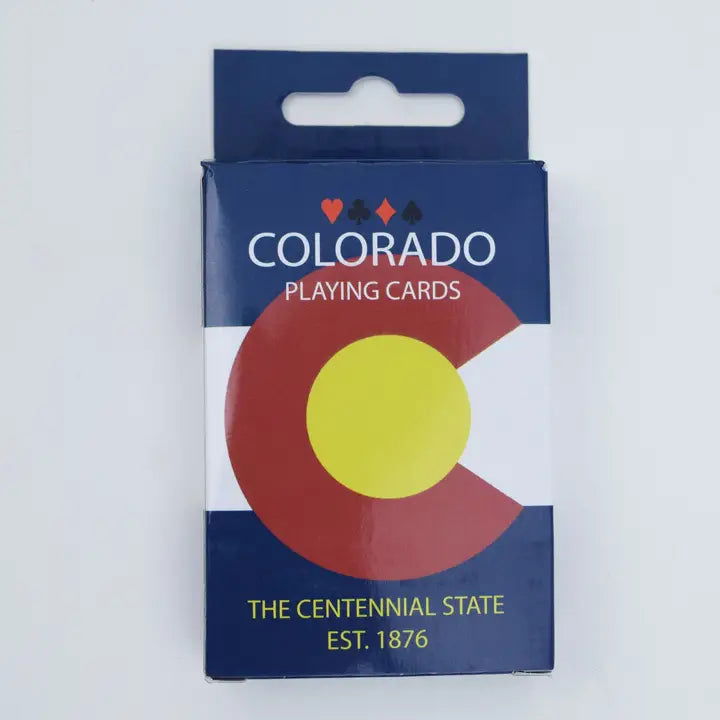 COLORADO
PLAYING CARDS
THE CENTENNIAL STATE
EST. 1876